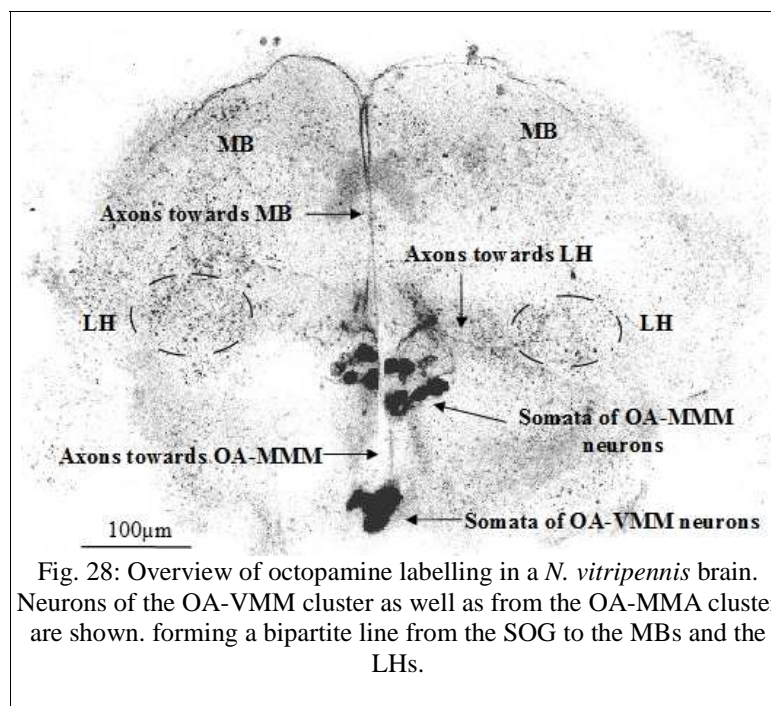 MB
MB
Axons towards MB
Axons towards LH
LH
LH
Somata of OA-MMM
neurons
Axons towards OA-MMM
Somata of OA-VMM neurons
100µm
Fig. 28: Overview of octopamine labelling in a N. vitripennis brain.
Neurons of the OA-VMM cluster as well as from the OA-MMA cluster
are shown. forming a bipartite line from the SOG to the MBs and the
LHs.